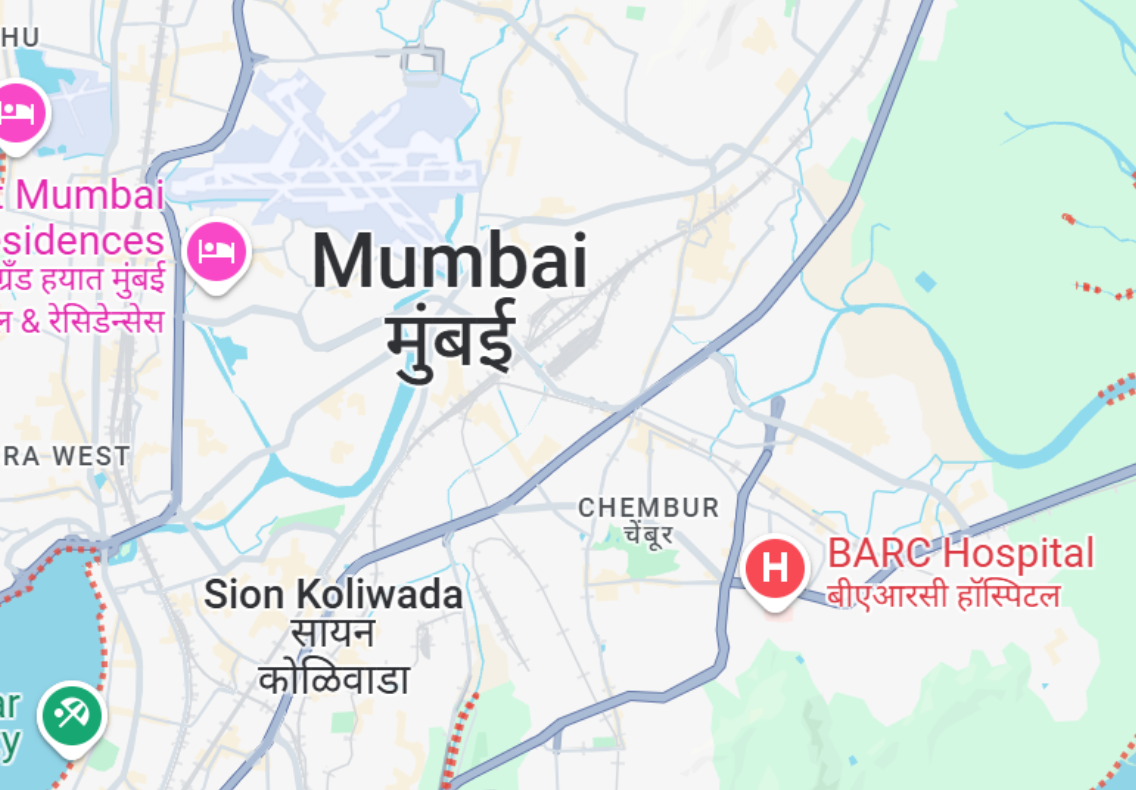 HU
t Mumbai
sidences
ग्रँड हयात मुंबई
ल & रेसिडेन्सेस
Mumbai
मुंबई
RA WEST
CHEMBUR
चेंबूर
BARC Hospital
बीएआरसी हॉस्पिटल
H
Sion Koliwada
सायन
कोळिवाडा
ar
y